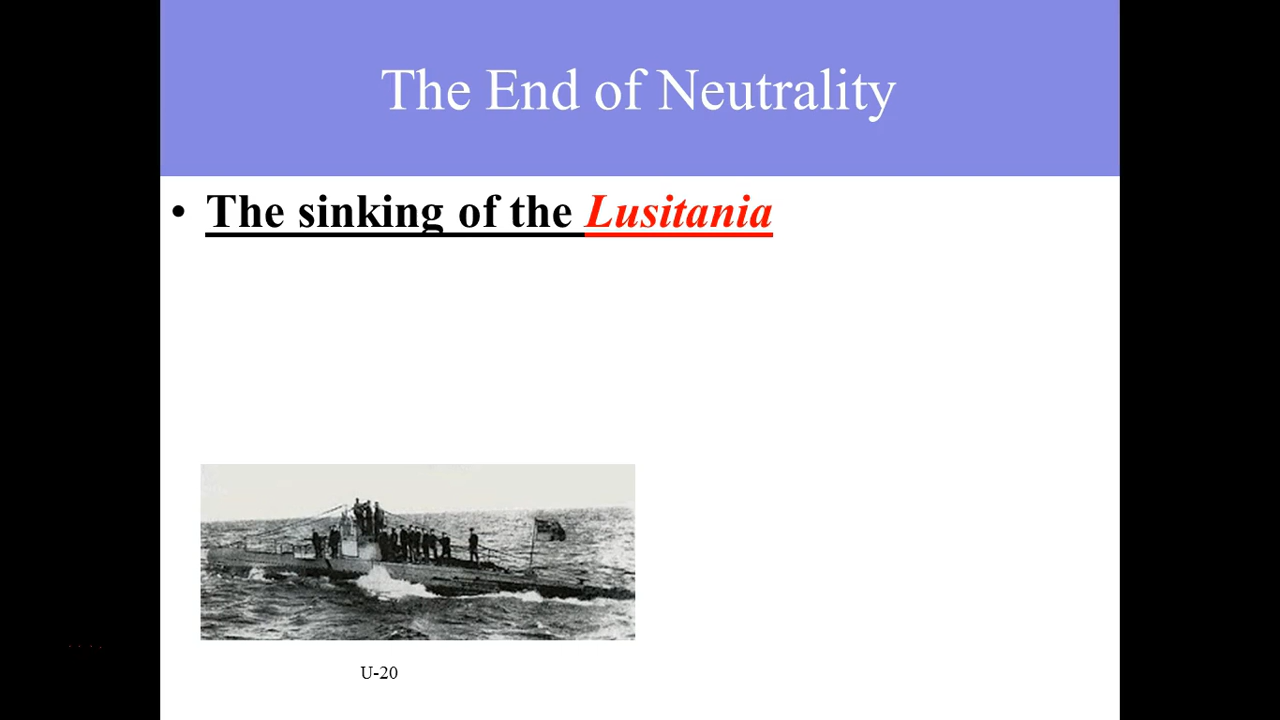 The End of Neutrality
• The sinking of the Lusitania
U-20